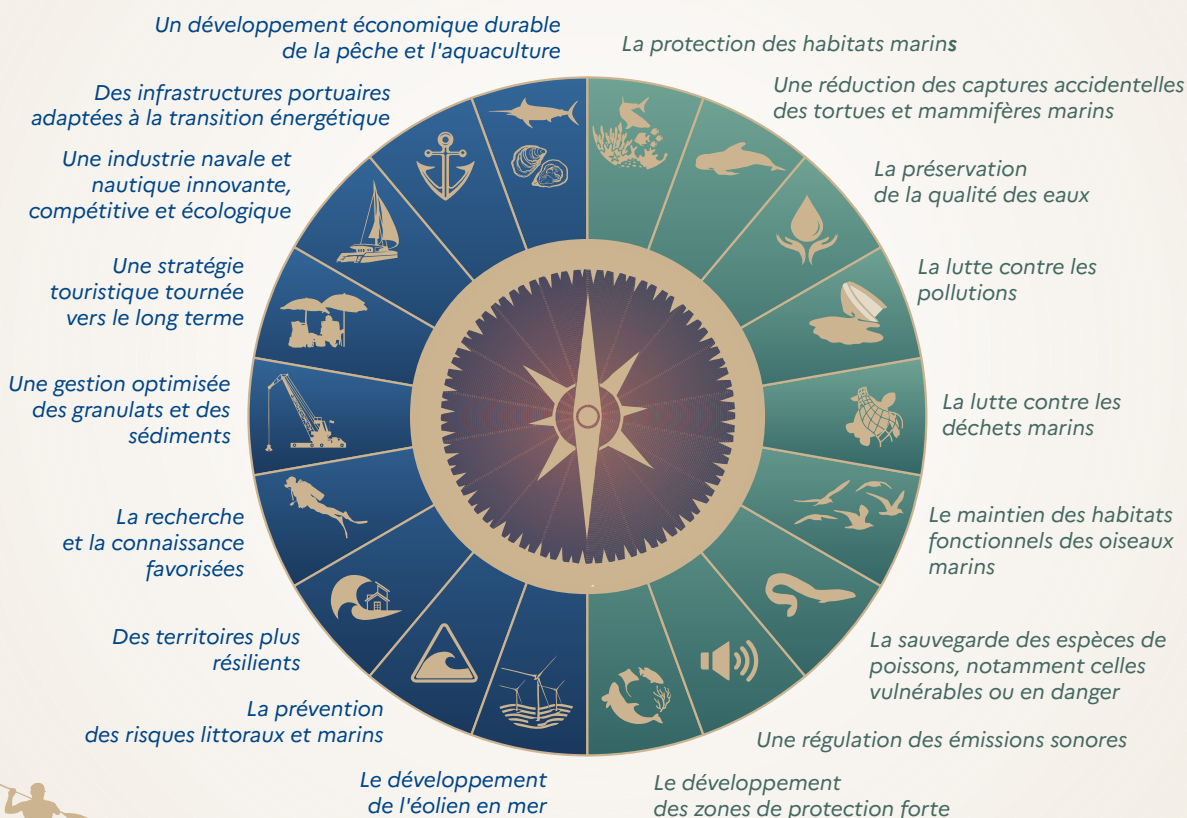 Un développement économique durable
de la pêche et l'aquaculture
Des infrastructures portuaires
adaptées à la transition énergétique
Une industrie navale et
nautique innovante,
compétitive et écologique
Une stratégie
touristique tournée
vers le long terme
Une gestion optimisée
des granulats et des
sédiments
La recherche
et la connaissance
favorisées
Des territoires plus
résilients
La prévention
des risques littoraux et marins
Le développement
de l'éolien en mer
La protection des habitats marins
Une réduction des captures accidentelles
des tortues et mammifères marins
La préservation
de la qualité des eaux
La lutte contre les
pollutions
La lutte contre les
déchets marins
Le maintien des habitats
fonctionnels des oiseaux
marins
La sauvegarde des espèces de
poissons, notamment celles
vulnérables ou en danger
Une régulation des émissions sonores
Le développement
des zones de protection forte